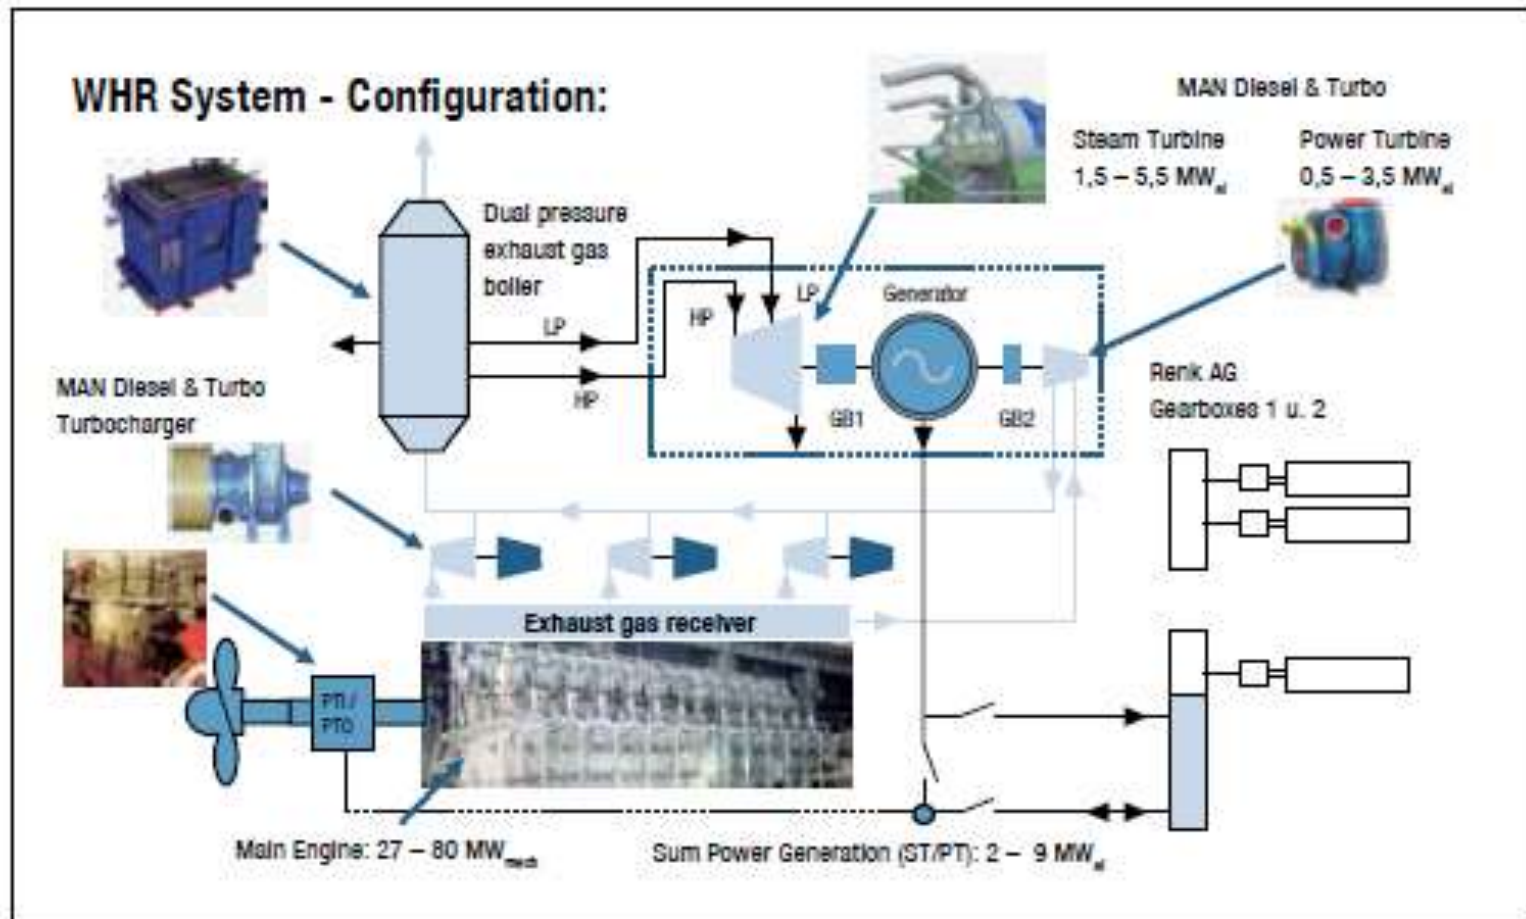 WHR System - Configuration:
MAN Diesel & Turbo
Steam Turbine
1,5 – 5,5 MWel
Power Turbine
0,5 – 3,5 MWel
Dual pressure
exhaust gas
boiler
LP
HP
LP
HP
Generator
GB1
GB2
Renk AG
Gearboxes 1 u. 2
MAN Diesel & Turbo
Turbocharger
Exhaust gas receiver
PTI /
PTO
Main Engine: 27 – 80 MWmech
Sum Power Generation (ST/PT): 2 – 9 MWel